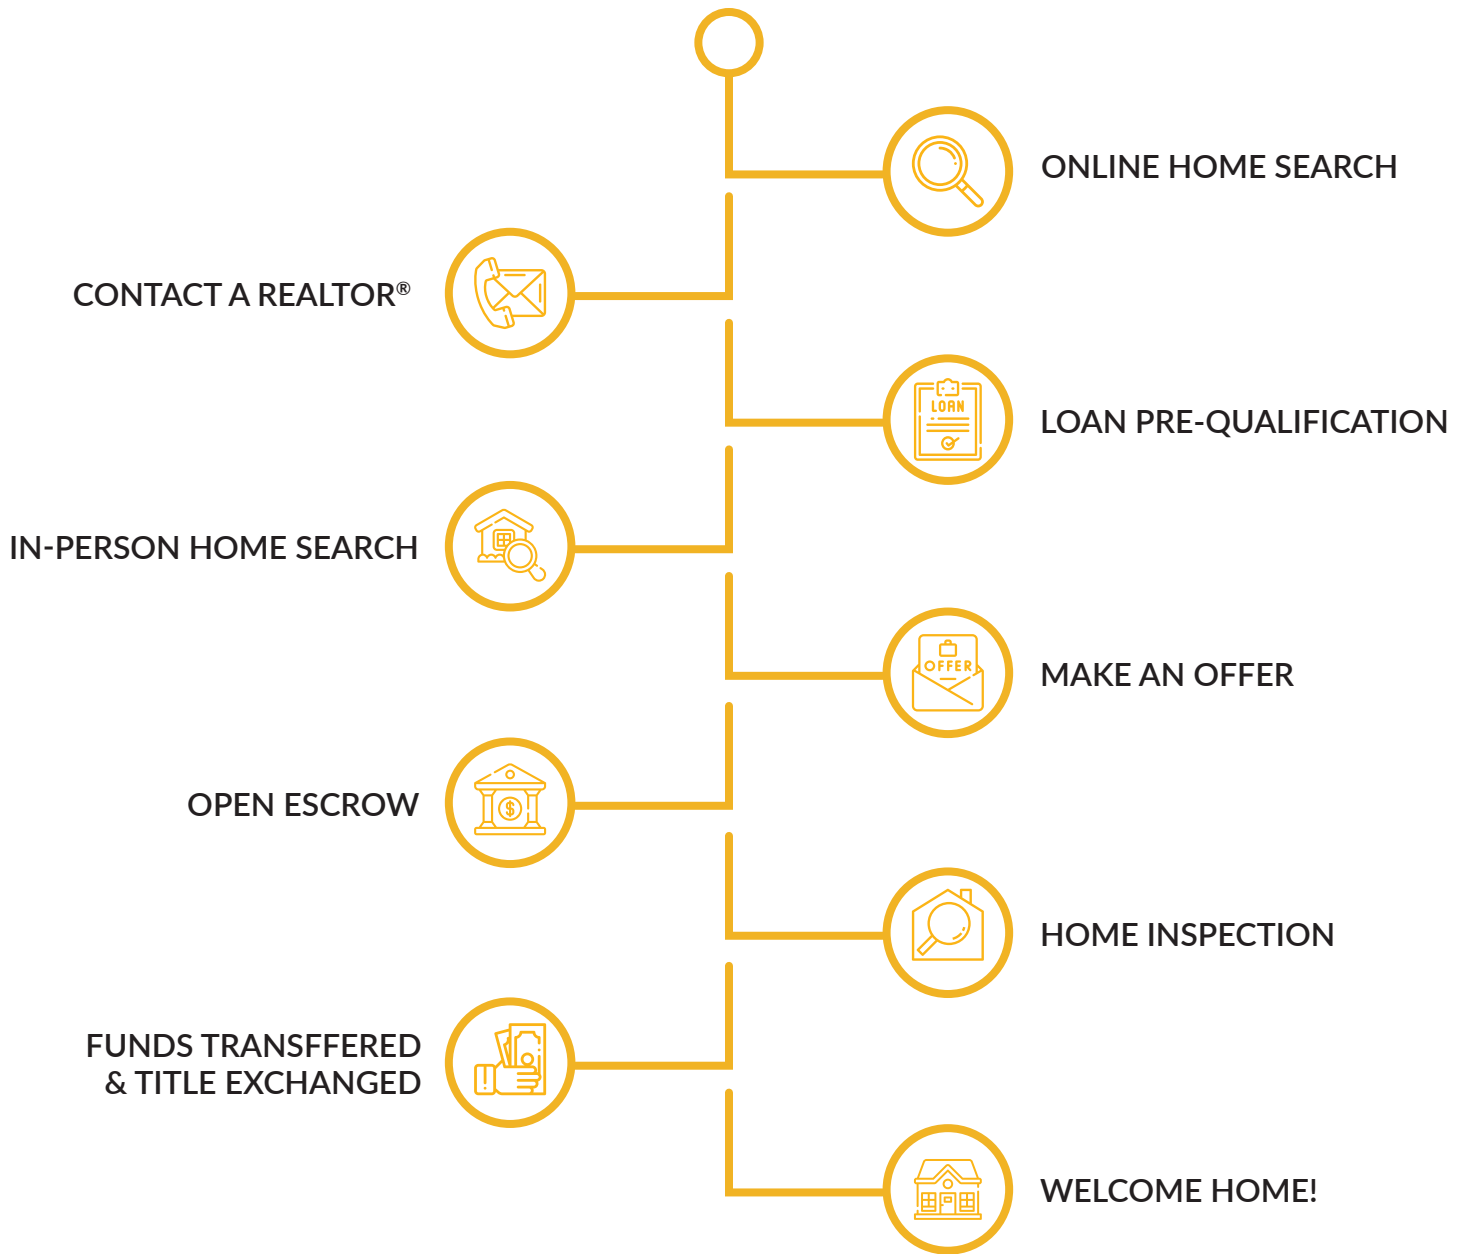 ONLINE HOME SEARCH
CONTACT A REALTOR®
LOAN
LOAN PRE-QUALIFICATION
IN-PERSON HOME SEARCH
OFFER
MAKE AN OFFER
OPEN ESCROW
$
HOME INSPECTION
FUNDS TRANSFFERED
& TITLE EXCHANGED
WELCOME HOME!